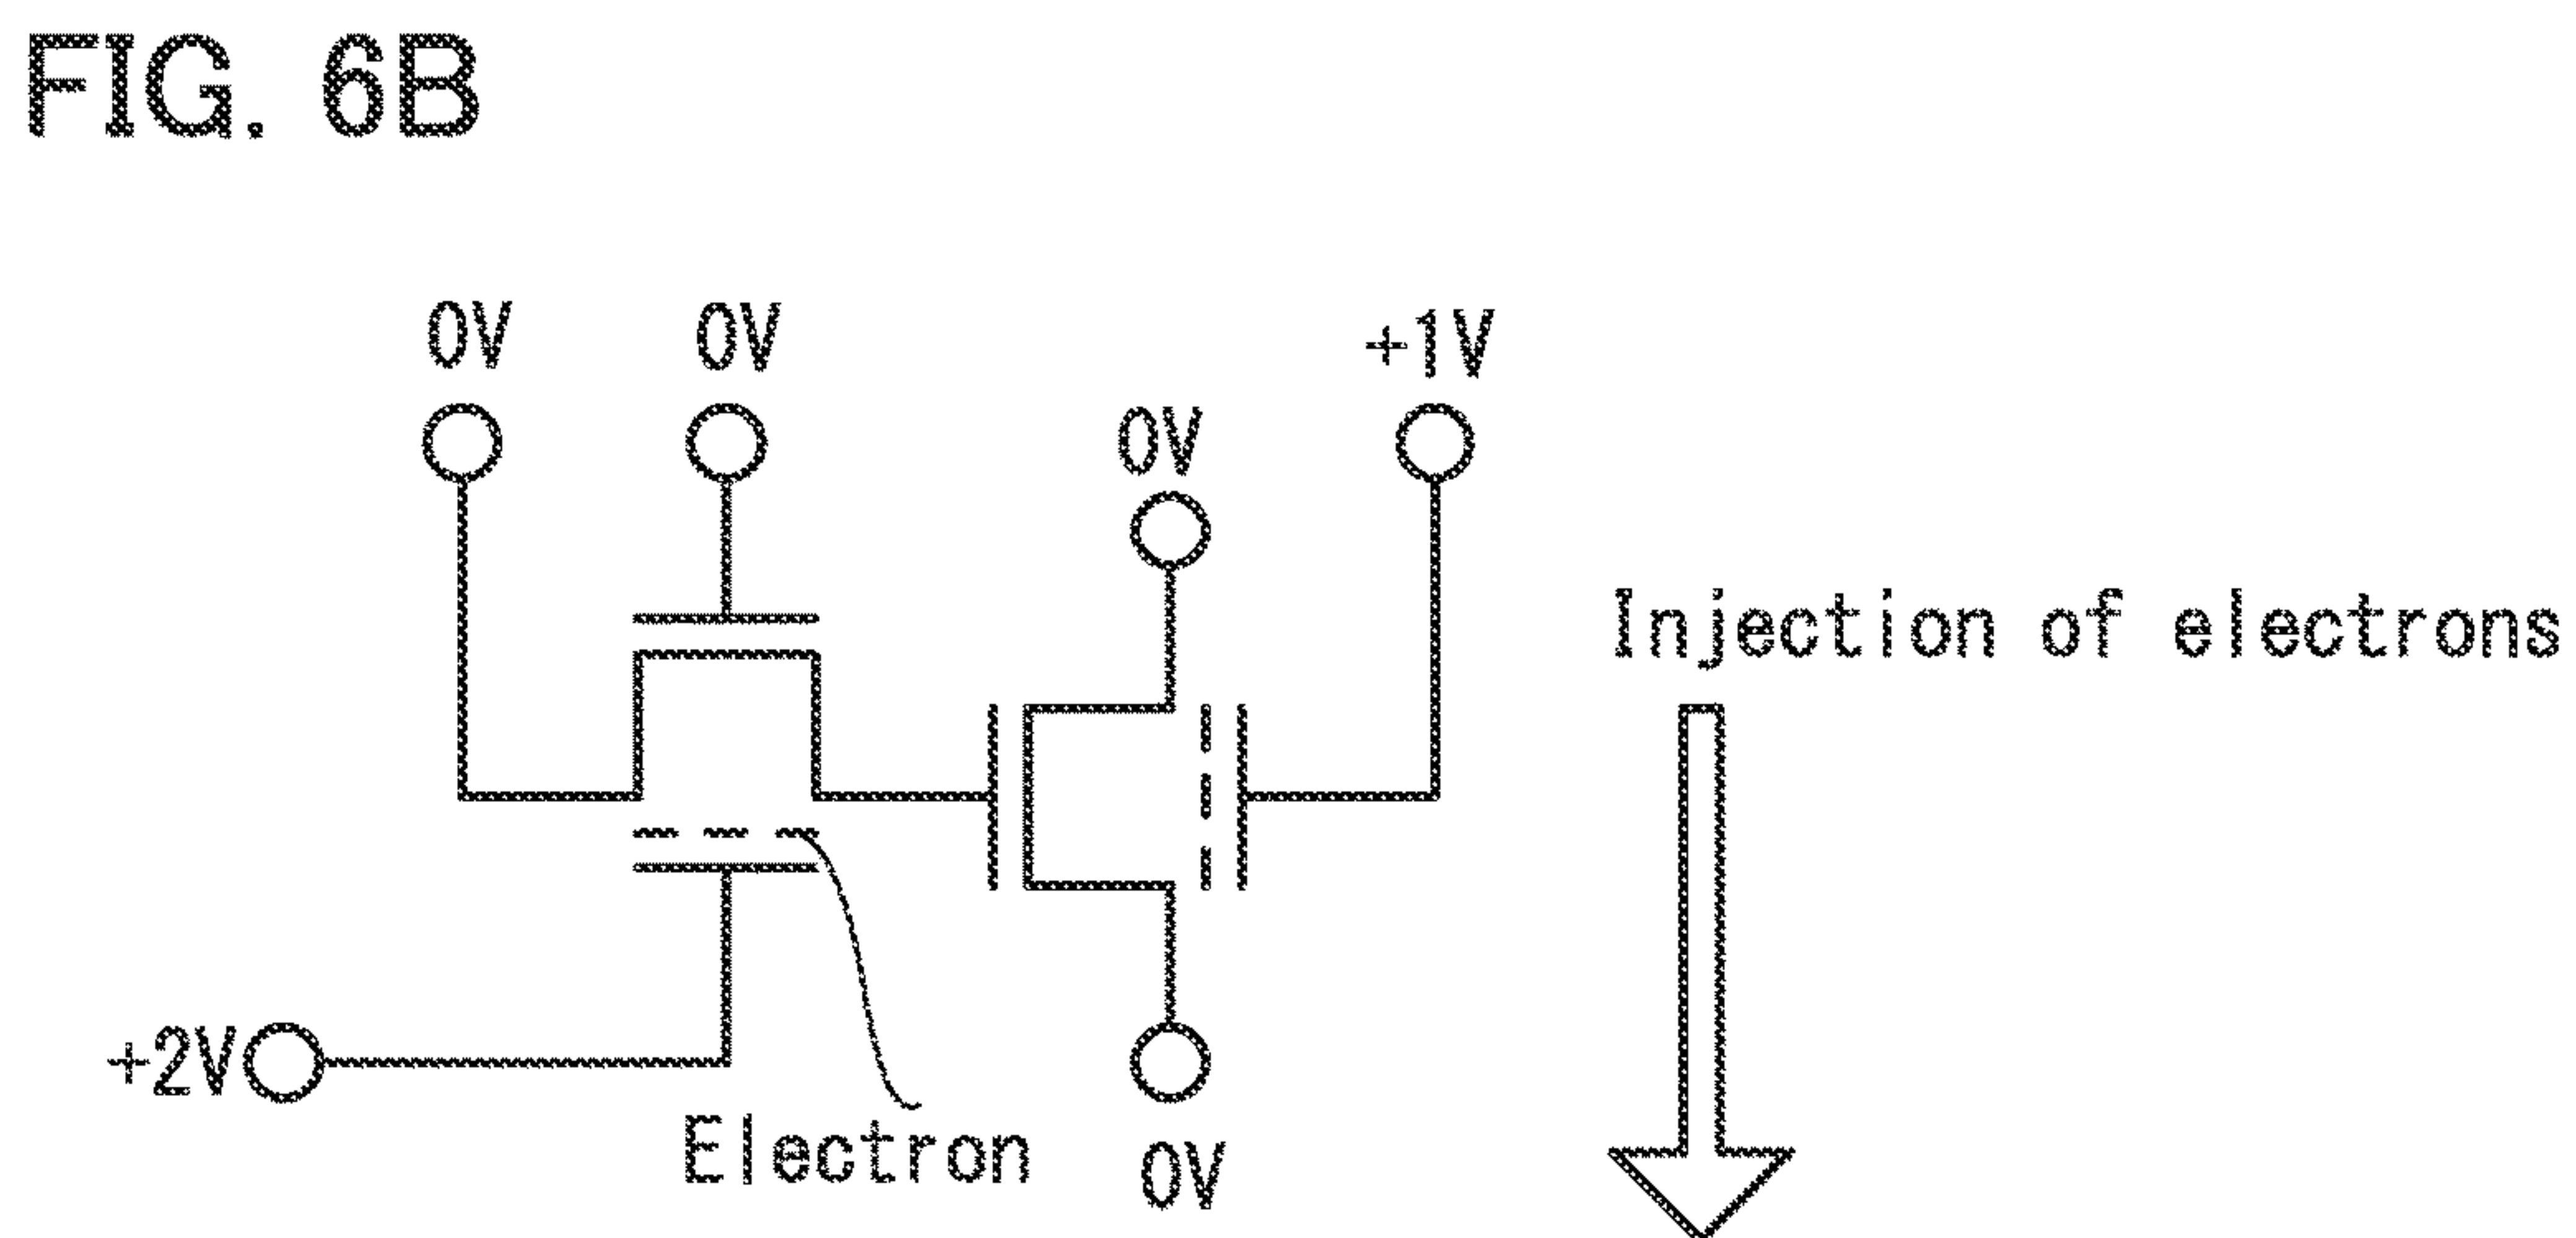 FIG. 6B
0V
0V
+1V
0V
Injection of electrons
+2V
Electron
0V